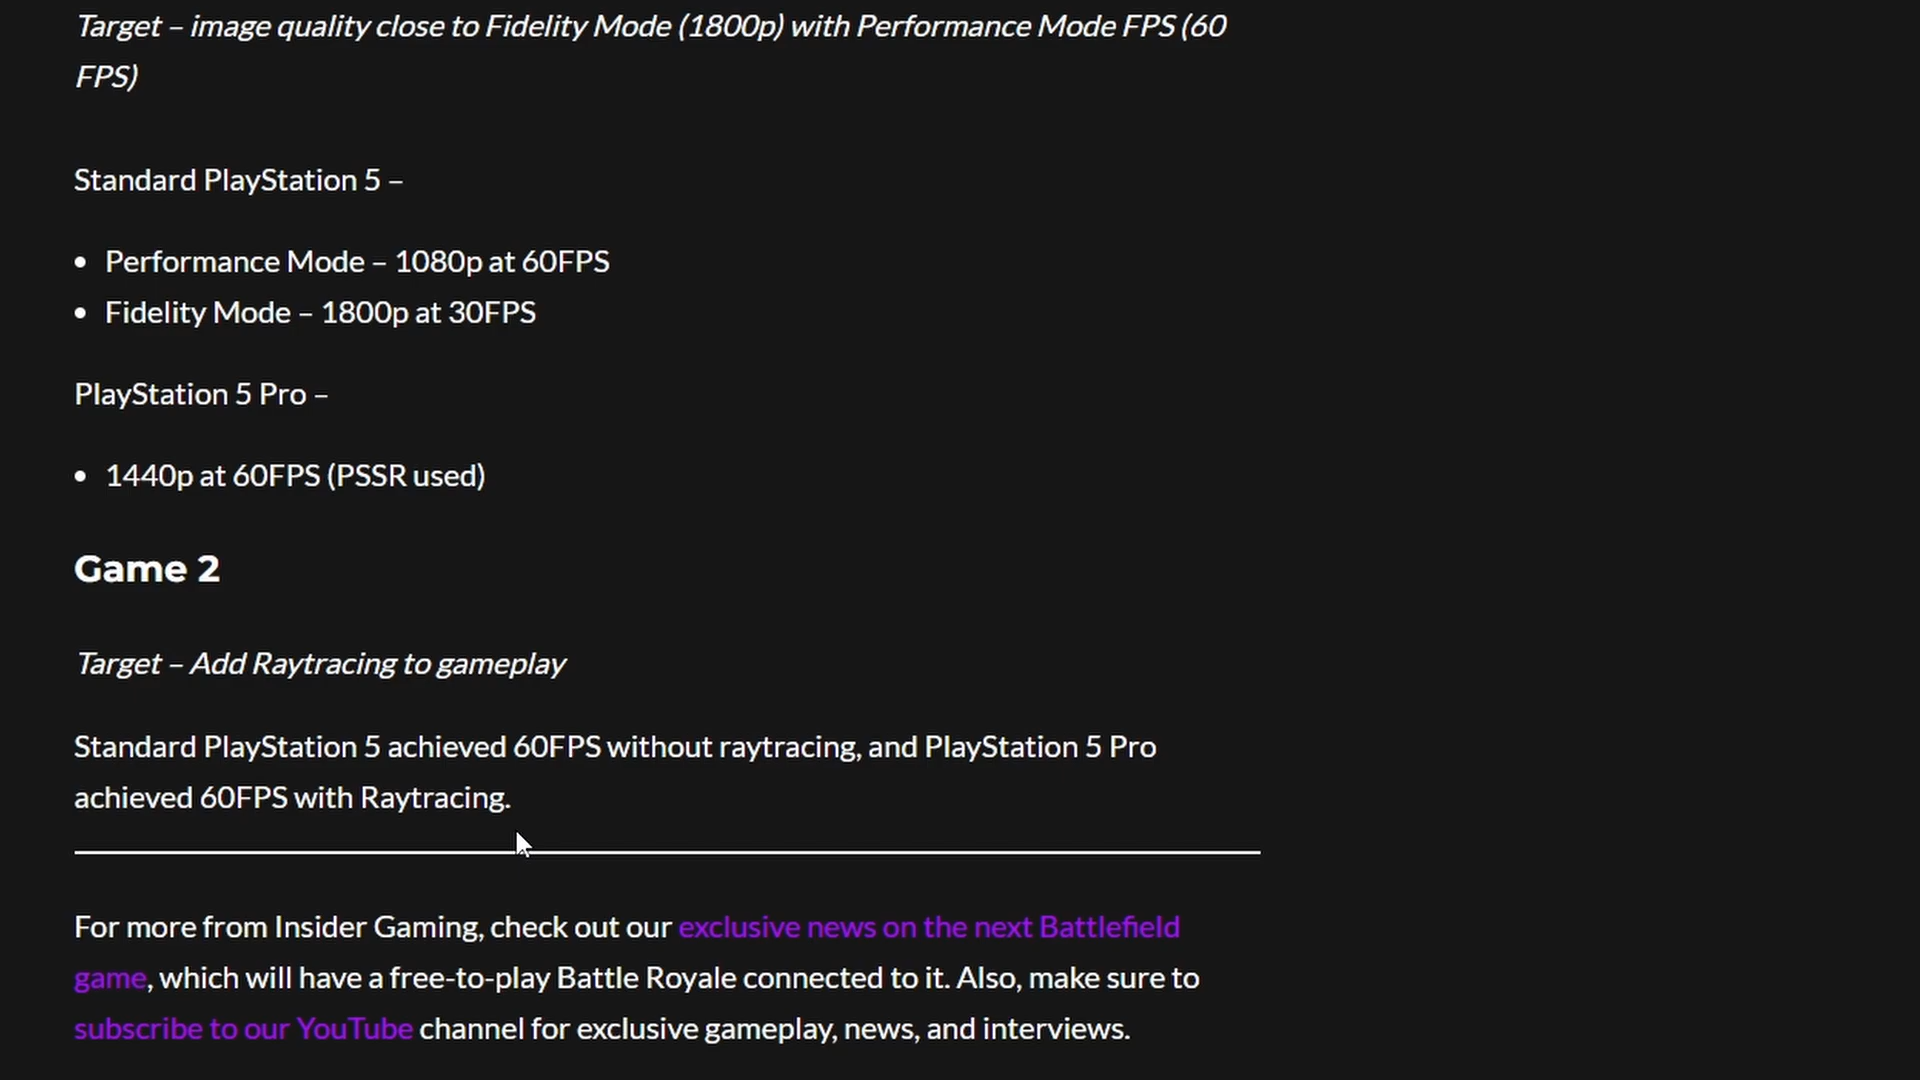 Target – image quality close to Fidelity Mode (1800p) with Performance Mode FPS (60
FPS)
Standard PlayStation 5 –
• Performance Mode – 1080p at 60FPS
• Fidelity Mode – 1800p at 30FPS
PlayStation 5 Pro –
• 1440p at 60FPS (PSSR used)
Game 2
Target – Add Raytracing to gameplay
Standard PlayStation 5 achieved 60FPS without raytracing, and PlayStation 5 Pro
achieved 60FPS with Raytracing.
For more from Insider Gaming, check out our exclusive news on the next Battlefield
game, which will have a free-to-play Battle Royale connected to it. Also, make sure to
subscribe to our YouTube channel for exclusive gameplay, news, and interviews.